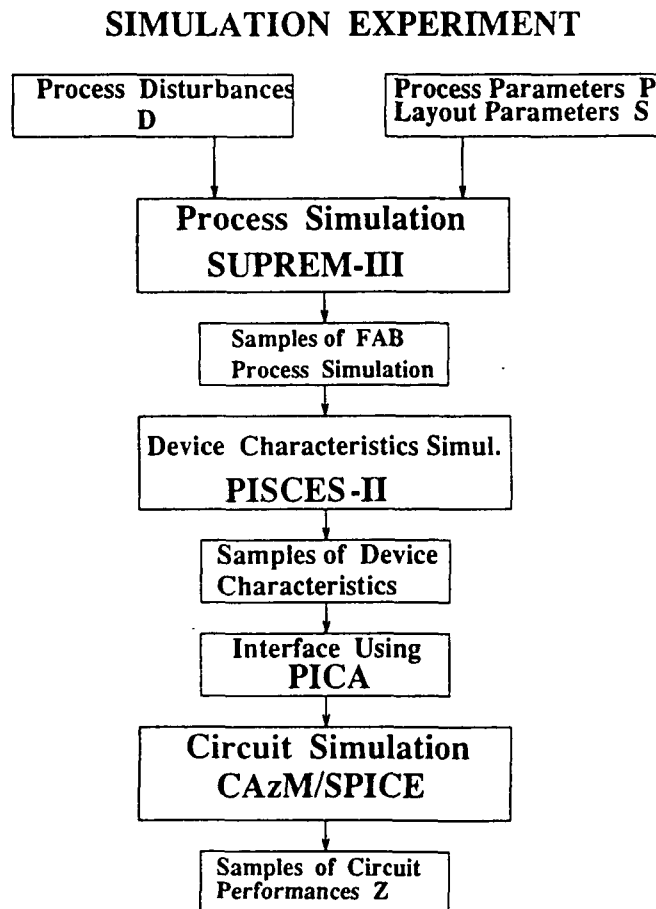 SIMULATION EXPERIMENT
Process Disturbances
D
Process Parameters P
Layout Parameters S
Process Simulation
SUPREM-III
Samples of FAB
Process Simulation
Device Characteristics Simul.
PISCES-II
Samples of Device
Characteristics
Interface Using
PICA
Circuit Simulation
CAzM/SPICE
Samples of Circuit
Performances Z